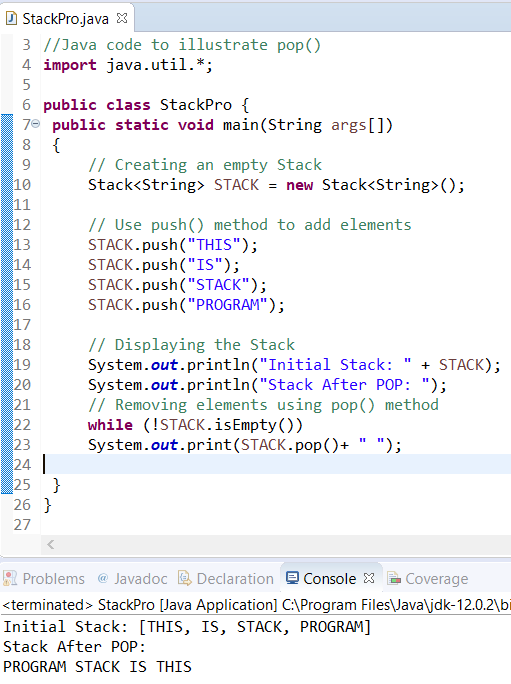 StackPro.java
3 //Java code to illustrate pop()
4 import java.util.*;
5
6 public class StackPro {
7 public static void main(String args[])
8 {
9 // Creating an empty Stack
10 Stack<String> STACK = new Stack<String>();
11
12 // Use push() method to add elements
13 STACK.push("THIS");
14 STACK.push("IS");
15 STACK.push("STACK");
16 STACK.push("PROGRAM");
17
18 // Displaying the Stack
19 System.out.println("Initial Stack: " + STACK);
20 System.out.println("Stack After POP: ");
21 // Removing elements using pop() method
22 while (!STACK.isEmpty())
23 System.out.print(STACK.pop()+ " ");
24
25 }
26 }
27
Problems @ Javadoc Declaration Console Coverage
<terminated> StackPro [Java Application] C:\Program Files\Java\jdk-12.0.2\bi
Initial Stack: [THIS, IS, STACK, PROGRAM]
Stack After POP:
PROGRAM STACK IS THIS